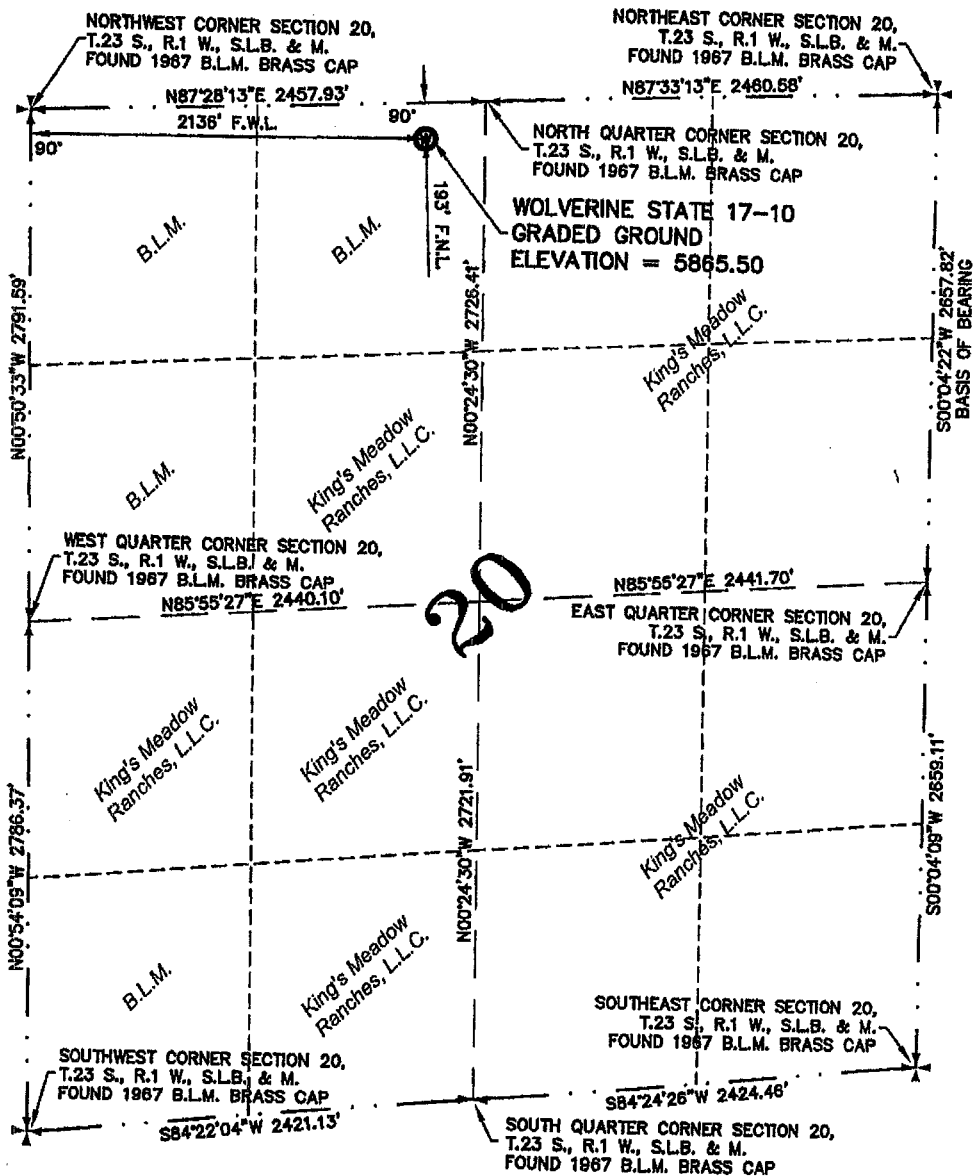 NORTHWEST CORNER SECTION 20,
T.23 S., R.1 W., S.L.B. & M.
FOUND 1967 B.L.M. BRASS CAP
NORTHEAST CORNER SECTION 20,
T.23 S., R.1 W., S.L.B. & M.
FOUND 1967 B.L.M. BRASS CAP
N87°28'13"E 2457.93'
N87°33'13"E 2460.58'
2136' F.W.L.
90°
90°
NORTH QUARTER CORNER SECTION 20,
T.23 S., R.1 W., S.L.B. & M.
FOUND 1967 B.L.M. BRASS CAP
193' F.N.L.
WOLVERINE STATE 17-10
GRADED GROUND
ELEVATION = 5865.50
B.L.M.
B.L.M.
N00°50'33"W 2791.59'
N00°24'30"W 2726.41'
S00°04'22"W 2657.82'
BASIS OF BEARING
King's Meadow
Ranches, L.L.C.
B.L.M.
King's Meadow
Ranches, L.L.C.
WEST QUARTER CORNER SECTION 20,
T.23 S., R.1 W., S.L.B. & M.
FOUND 1967 B.L.M. BRASS CAP
N85°55'27"E 2440.10'
20
N85°55'27"E 2441.70'
EAST QUARTER CORNER SECTION 20,
T.23 S., R.1 W., S.L.B. & M.
FOUND 1967 B.L.M. BRASS CAP
King's Meadow
Ranches, L.L.C.
King's Meadow
Ranches, L.L.C.
King's Meadow
Ranches, L.L.C.
N00°54'09"W 2786.37'
N00°24'30"W 2721.91'
S00°04'09"W 2659.11'
B.L.M.
King's Meadow
Ranches, L.L.C.
SOUTHEAST CORNER SECTION 20,
T.23 S., R.1 W., S.L.B. & M.
FOUND 1967 B.L.M. BRASS CAP
SOUTHWEST CORNER SECTION 20,
T.23 S., R.1 W., S.L.B. & M.
FOUND 1967 B.L.M. BRASS CAP
S84°22'04"W 2421.13'
S84°24'26"W 2424.46'
SOUTH QUARTER CORNER SECTION 20,
T.23 S., R.1 W., S.L.B. & M.
FOUND 1967 B.L.M. BRASS CAP